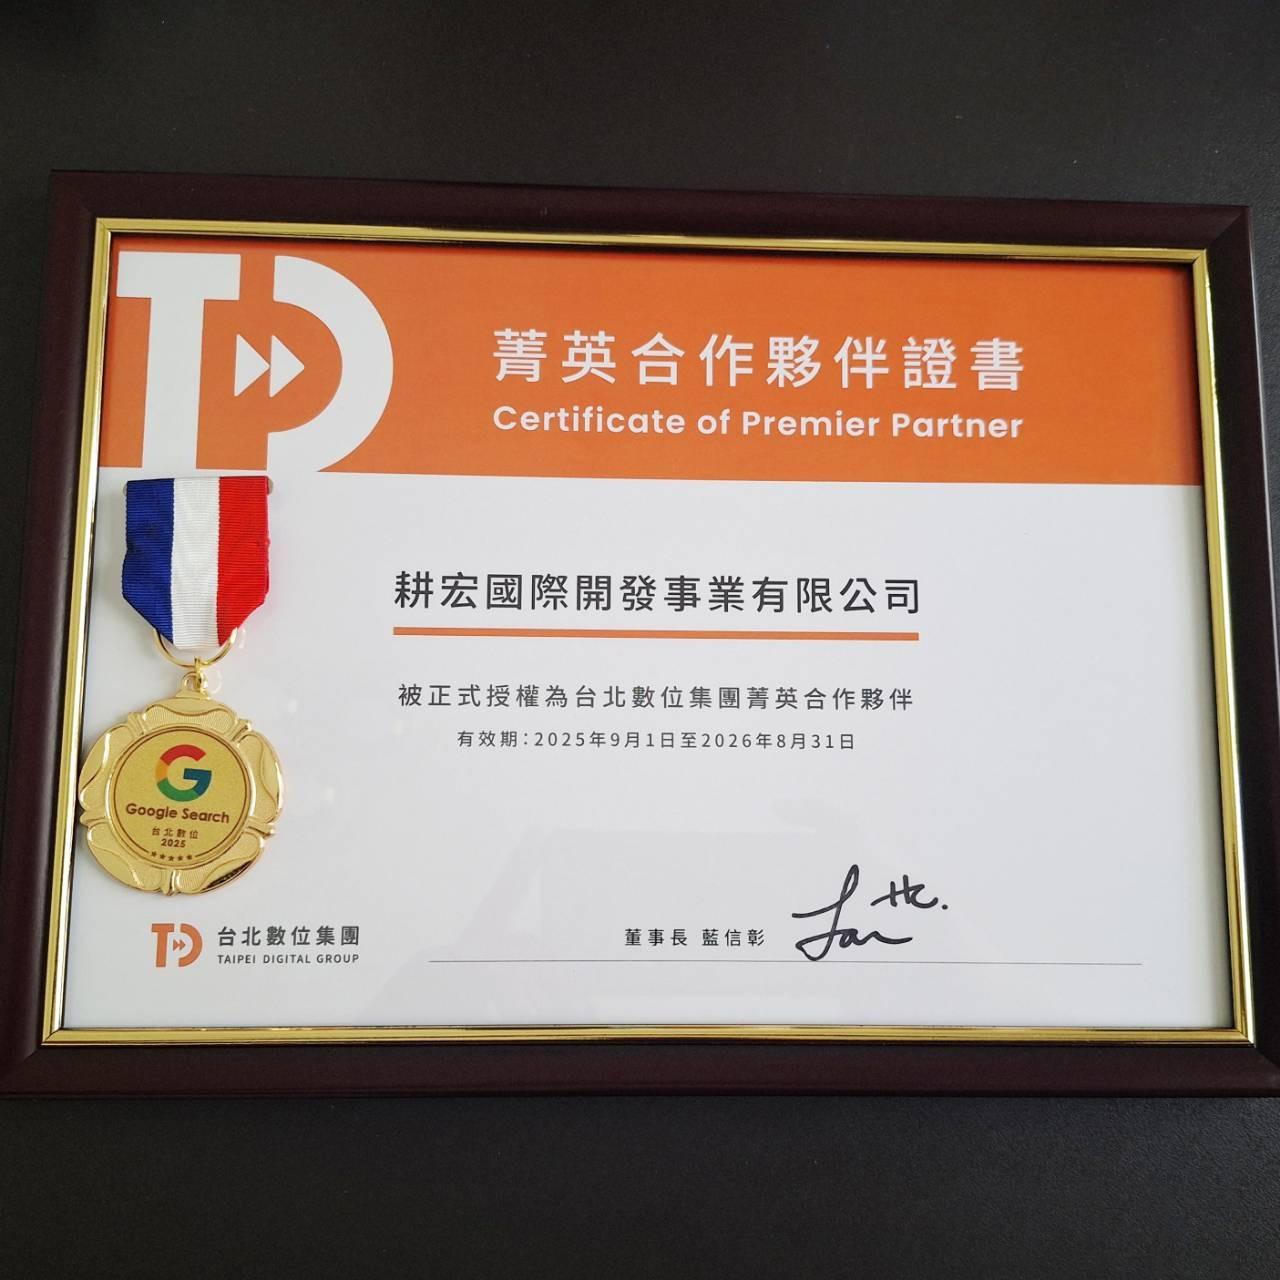 菁英合作夥伴證書
Certificate of Premier Partner
耕宏國際開發事業有限公司
被正式授權為台北數位集團菁英合作夥伴
有效期:2025年9月1日至2026年8月31日
G
Google Search
台北數位
2025
TD 台北數位集團
TAIPEI DIGITAL GROUP
董事長 藍信彰